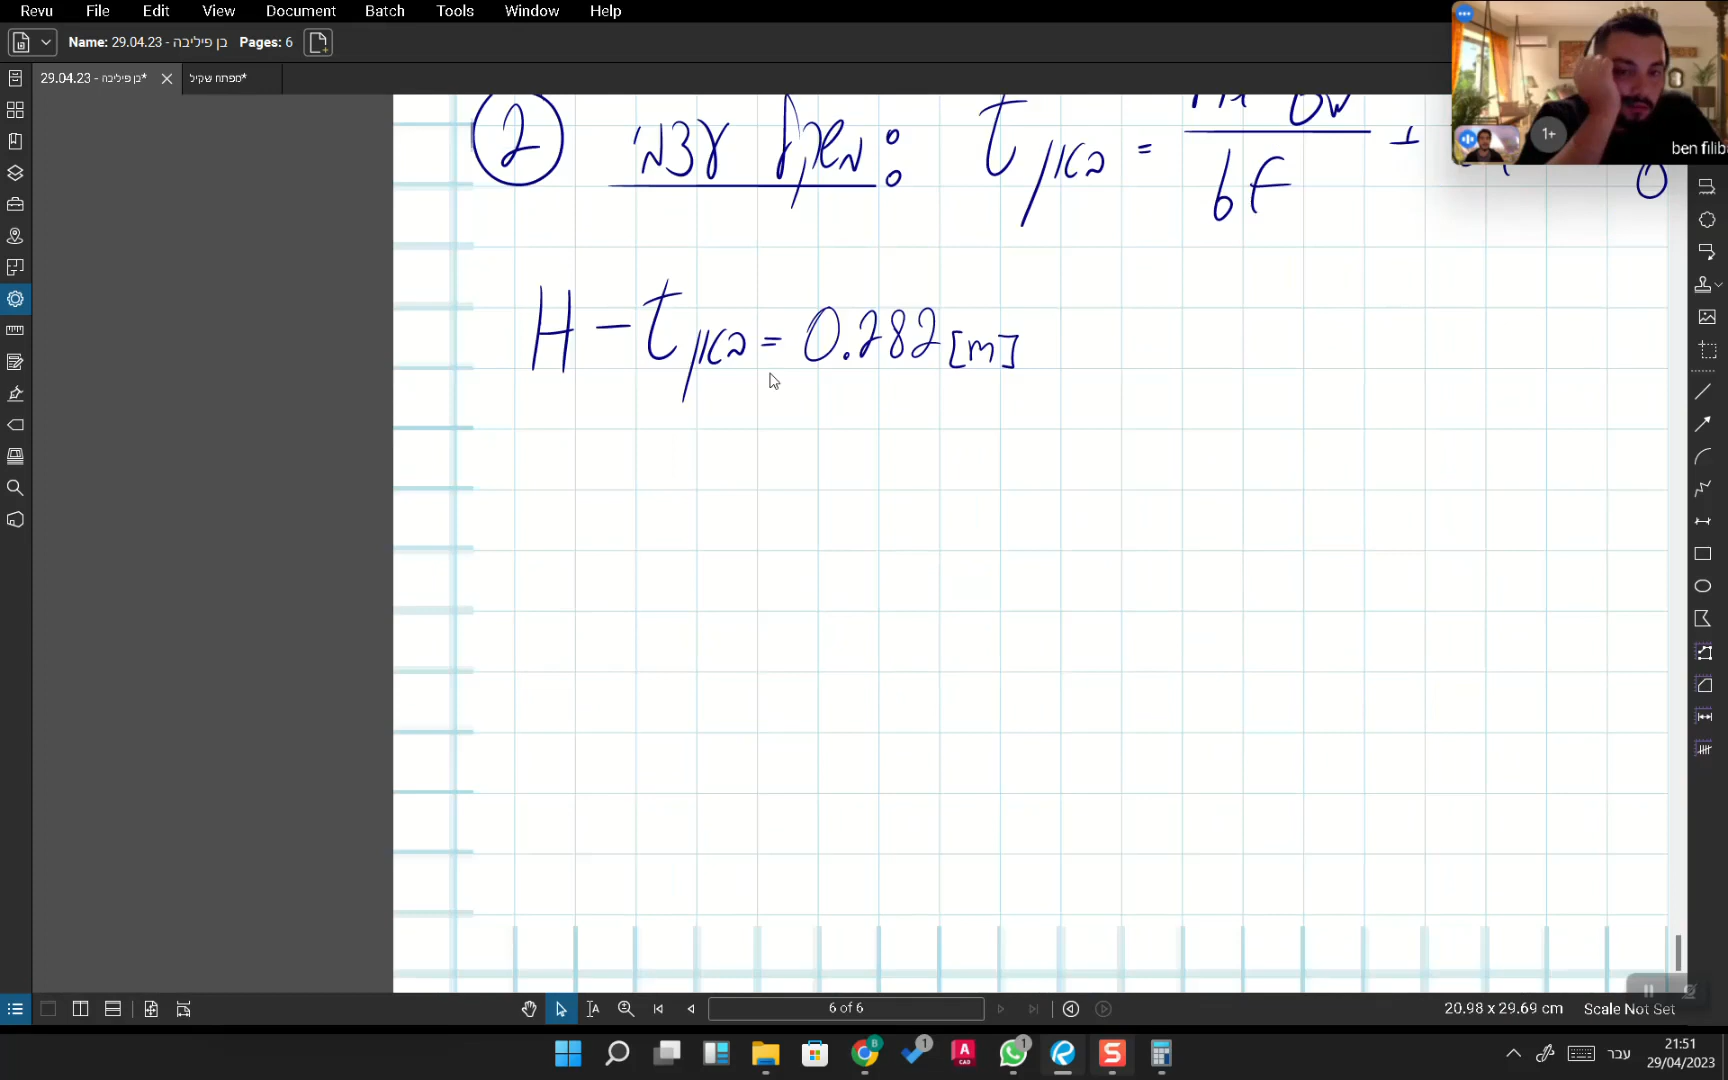 Revu File Edit View Document Batch Tools Window Help
Name: 29.04.23 - בן פיליבה Pages: 6
29.04.23 - בן פיליבה*
מפתח שקיל*
1+
ben filib
2 משקל עצמי: t =
6f
0
H - t = 0.282 [m]
6 of 6
20.98 x 29.69 cm Scale Not Set
עבר
21:51
29/04/2023